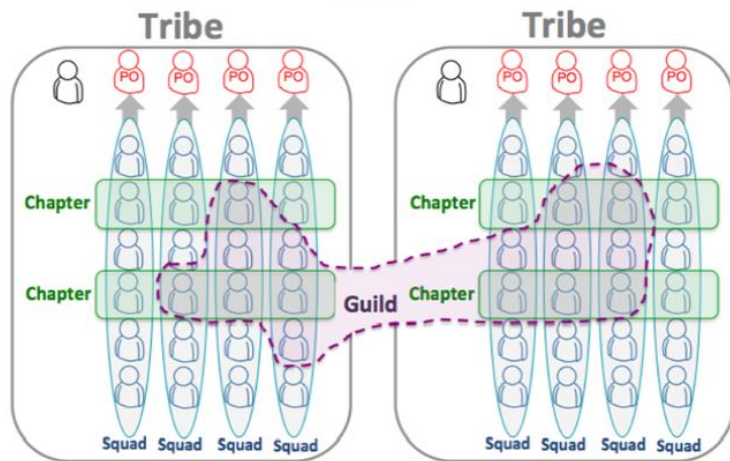 Tribe Tribe
PO PO PO PO PO PO PO PO
Chapter Chapter
Chapter Guild Chapter
Squad Squad Squad Squad Squad Squad Squad Squad